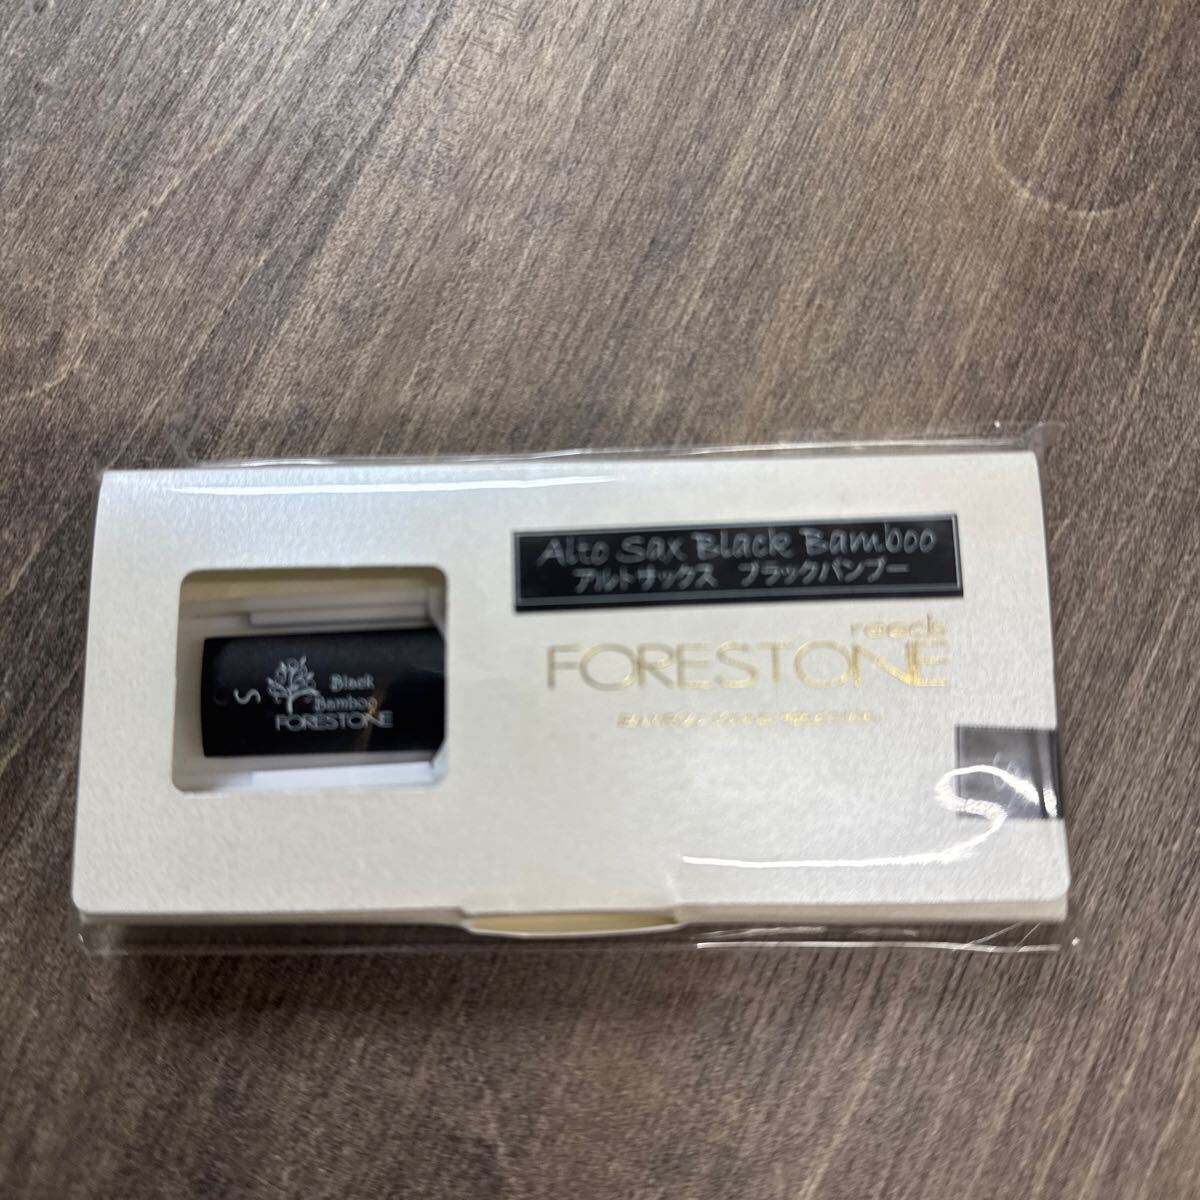 Alto Sax Black Bamboo
アルトサックス ブラックバンブー
reeds
FORESTONE
S
Black
Bamboo
FORESTONE